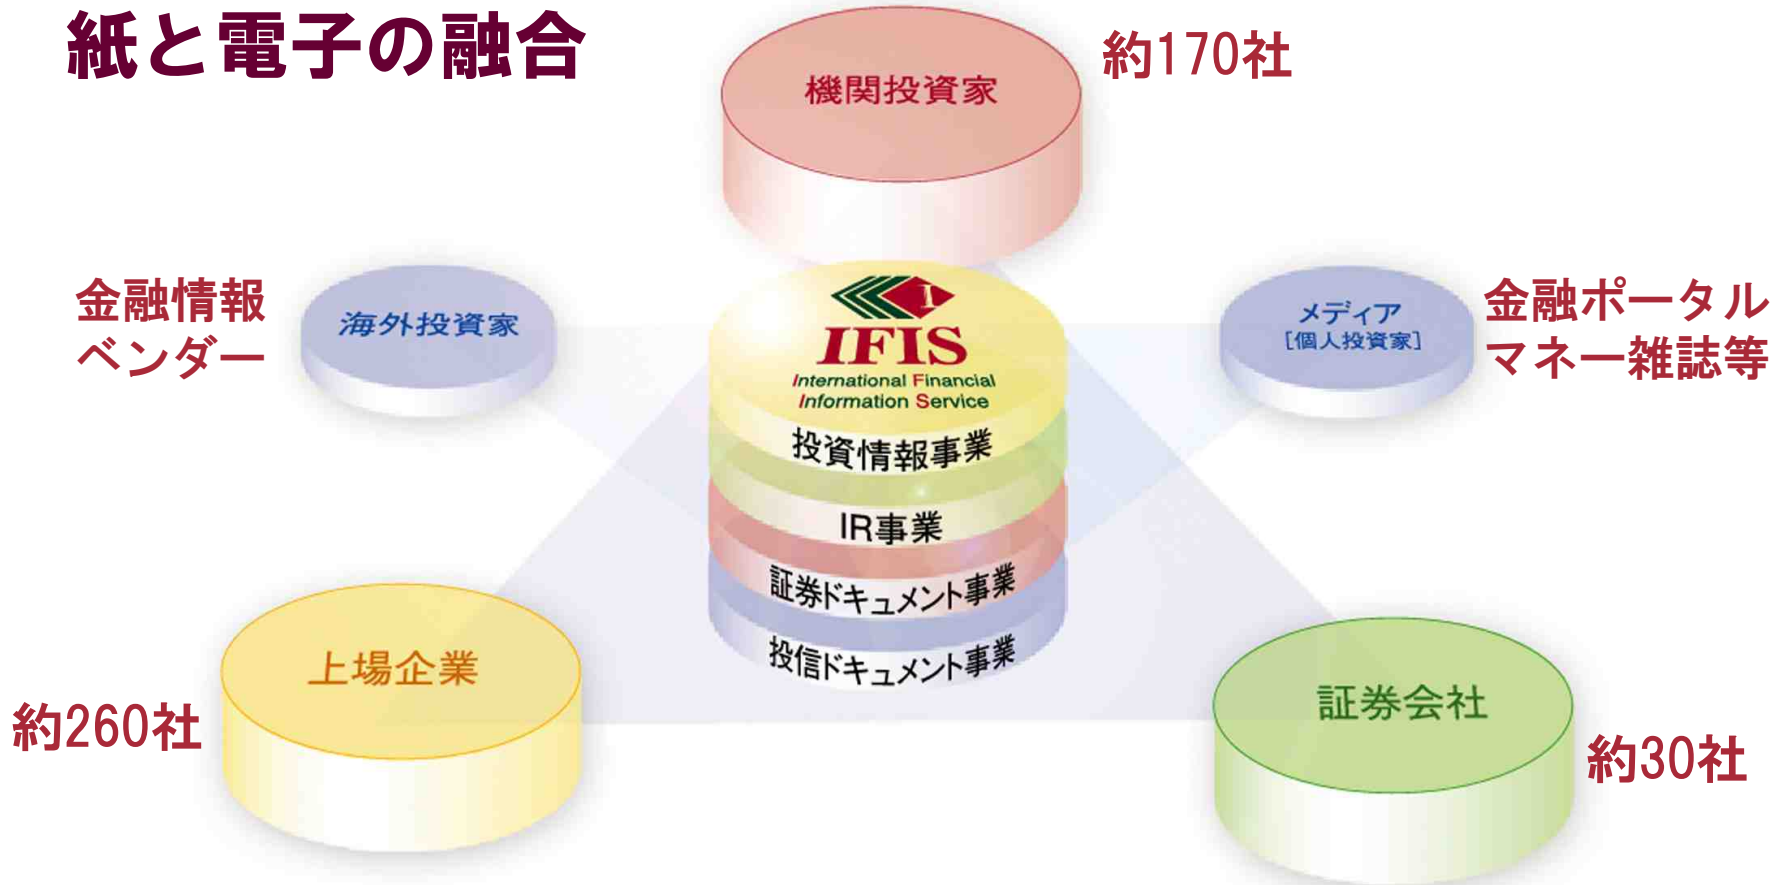 紙と電子の融合
機関投資家
約170社
金融情報
ベンダー
海外投資家
I
IFIS
International Financial
Information Service
メディア
[個人投資家]
金融ポータル
マネー雑誌等
投資情報事業
IR事業
証券ドキュメント事業
投信ドキュメント事業
上場企業
約260社
証券会社
約30社